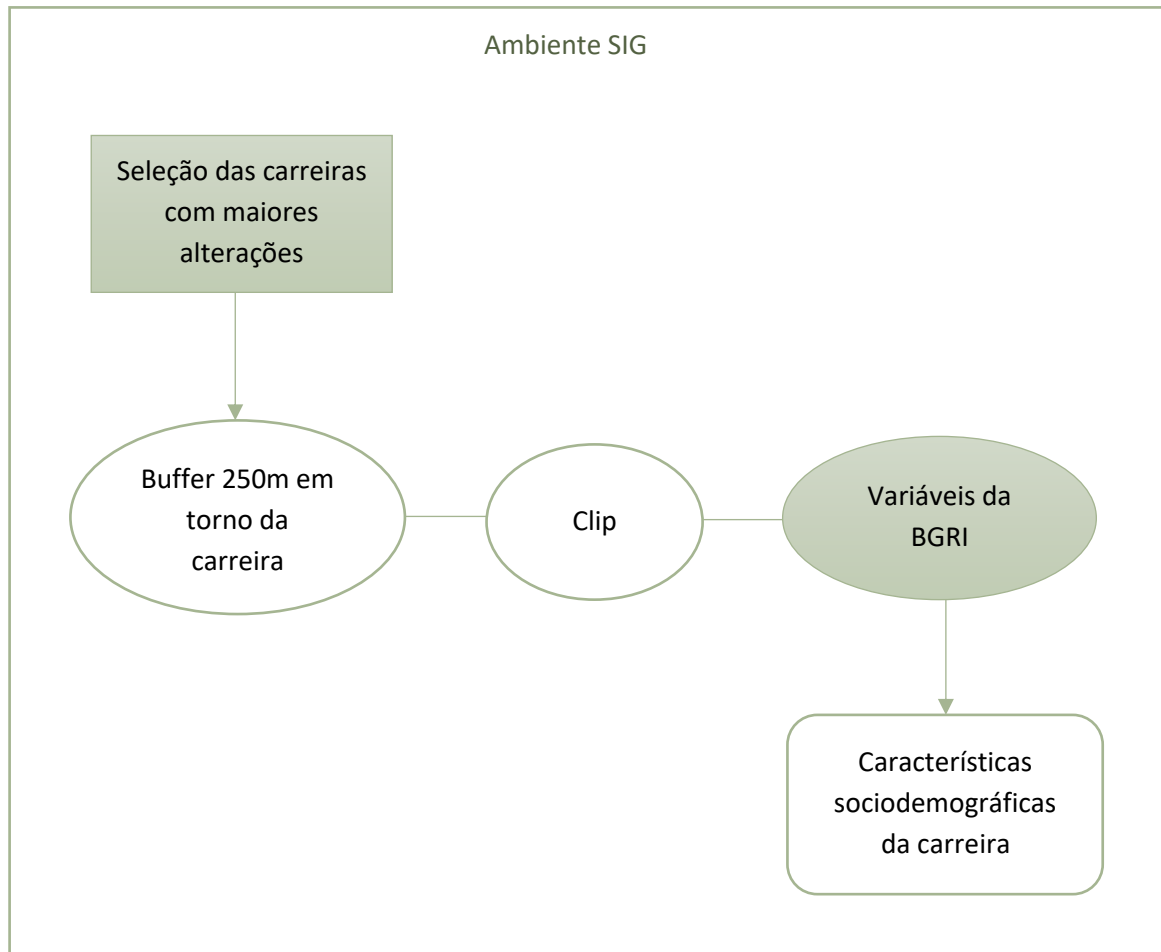 Ambiente SIG
Seleção das carreiras
com maiores
alterações
Buffer 250m em
torno da
carreira
Clip
Variáveis da
BGRI
Característícas
sociodemográficas
da carreira